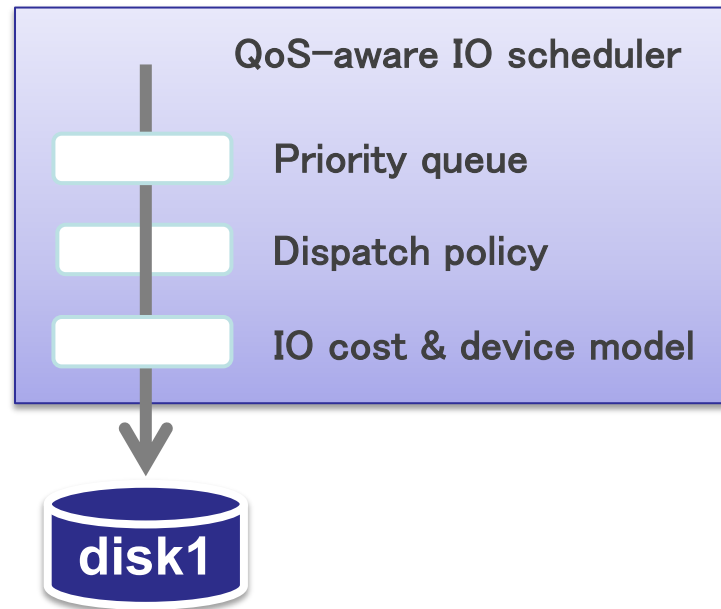 QoS-aware IO scheduler
Priority queue
Dispatch policy
IO cost & device model
disk1